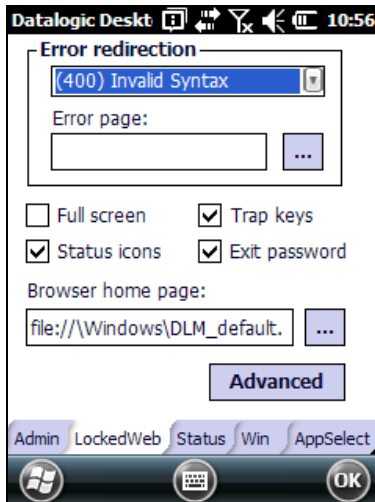 Datalogic Deskt 10:56
Error redirection
(400) Invalid Syntax
Error page:
...
Full screen Trap keys
Status icons Exit password
Browser home page:
file://\Windows\DLM_default. ...
Advanced
Admin LockedWeb Status Win AppSelect
OK